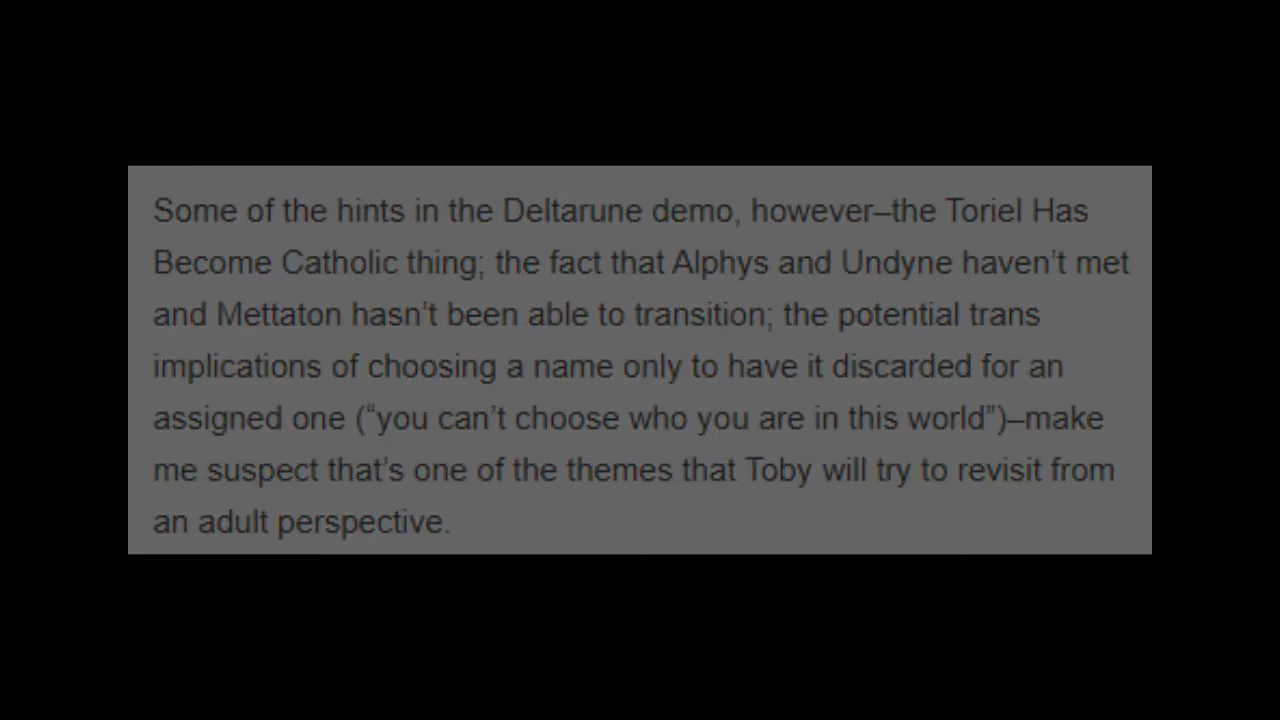 Some of the hints in the Deltarune demo, however–the Toriel Has
Become Catholic thing; the fact that Alphys and Undyne haven't met
and Mettaton hasn't been able to transition; the potential trans
implications of choosing a name only to have it discarded for an
assigned one (“you can't choose who you are in this world”)–make
me suspect that's one of the themes that Toby will try to revisit from
an adult perspective.